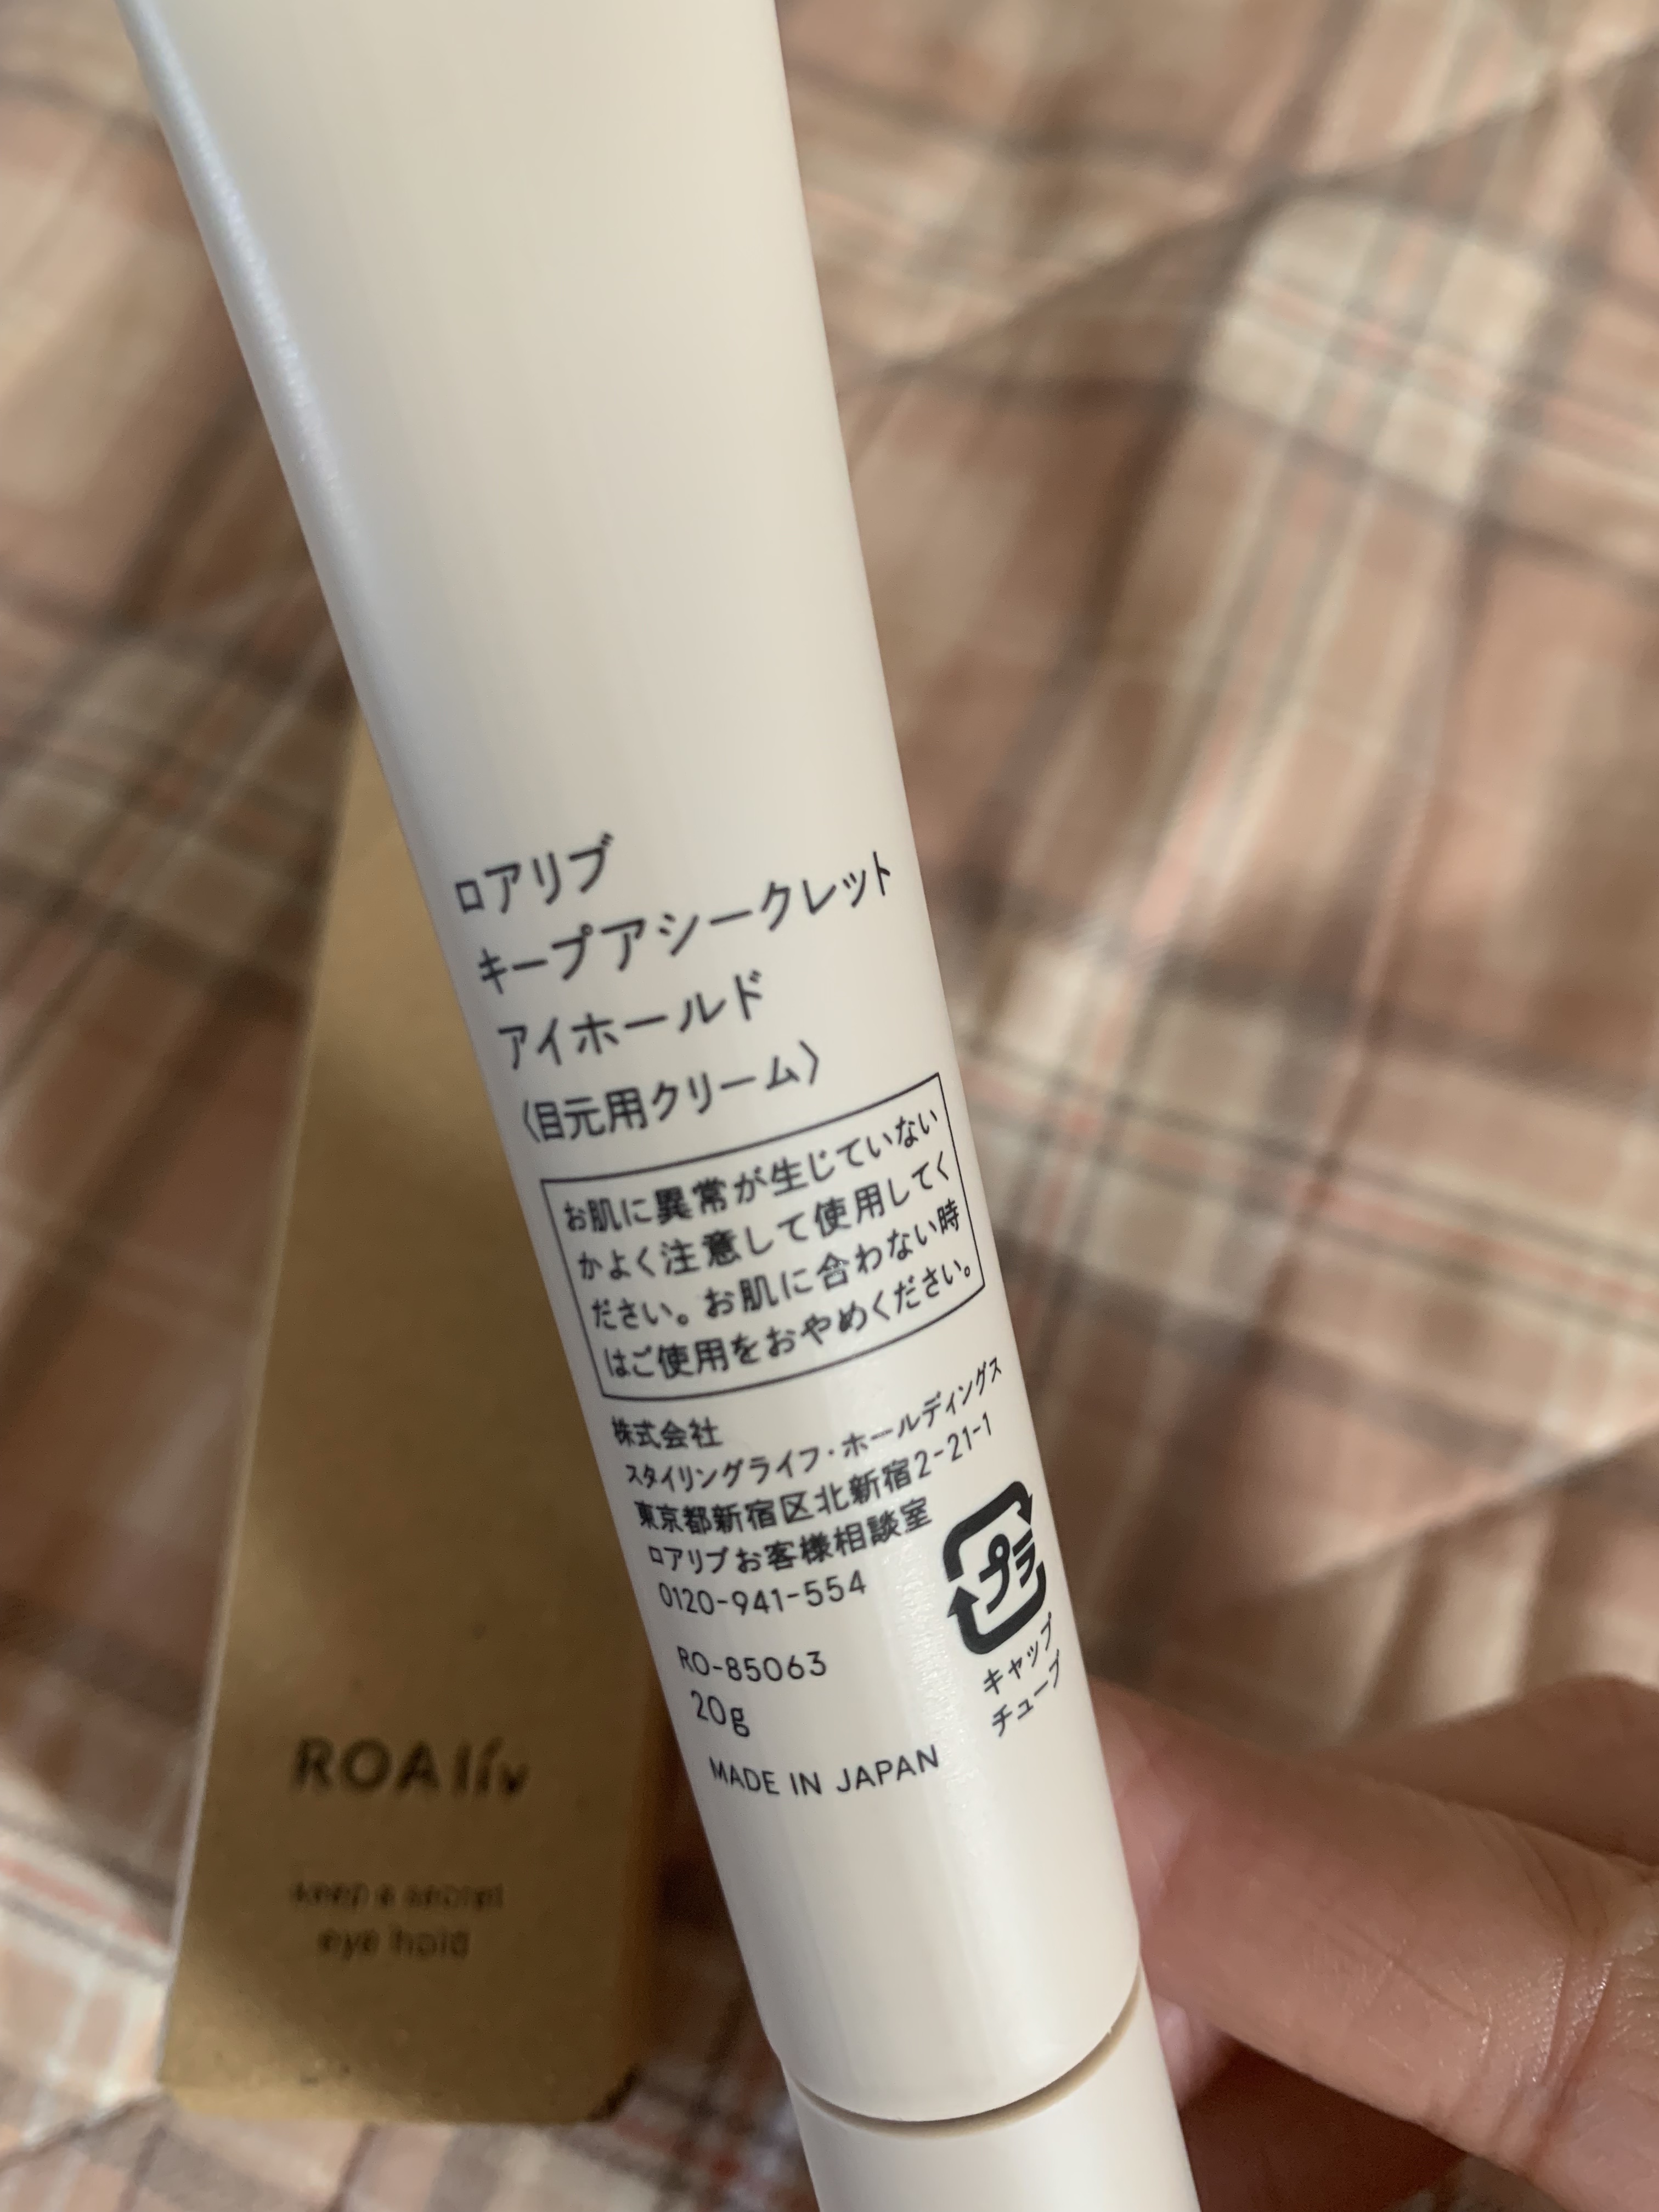 ロアリブ
キープアシークレット
アイホールド
〈目元用クリーム〉
お肌に異常が生じていない
かよく注意して使用してく
ださい。お肌に合わない時
はご使用をおやめください。
株式会社
スタイリングライフ・ホールディングス
東京都新宿区北新宿2-21-1
ロアリブお客様相談室
0120-941-554
RO-85063
20g
MADE IN JAPAN
プラ
キャップ
チューブ
ROAliv
keep a secret
eye hold